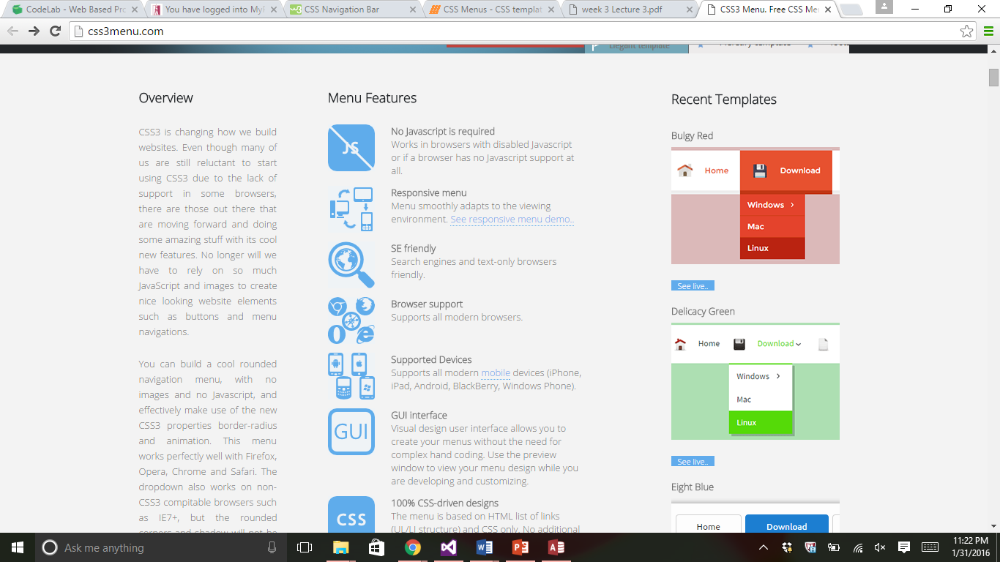 CodeLab - Web Based Pro
You have logged into MyP
CSS Navigation Bar
CSS Menus - CSS templat
week 3 Lecture 3.pdf
CSS3 Menu. Free CSS Men
css3menu.com
Elegant template
Mercury template
Overview
CSS3 is changing how we build
websites. Even though many of
us are still reluctant to start
using CSS3 due to the lack of
support in some browsers,
there are those out there that
are moving forward and doing
some amazing stuff with its cool
new features. No longer will we
have to rely on so much
JavaScript and images to create
nice looking website elements
such as buttons and menu
navigations.
You can build a cool rounded
navigation menu, with no
images and no Javascript, and
effectively make use of the new
CSS3 properties border-radius
and animation. This menu
works perfectly well with Firefox,
Opera, Chrome and Safari. The
dropdown also works on non-
CSS3 compitable browsers such
as IE7+, but the rounded
corners and shadow will not be
Menu Features
JS
No Javascript is required
Works in browsers with disabled Javascript
or if a browser has no Javascript support at
all.
Responsive menu
Menu smoothly adapts to the viewing
environment. See responsive menu demo..
SE friendly
Search engines and text-only browsers
friendly.
Browser support
Supports all modern browsers.
Supported Devices
Supports all modern mobile devices (iPhone,
iPad, Android, BlackBerry, Windows Phone).
GUI
GUI interface
Visual design user interface allows you to
create your menus without the need for
complex hand coding. Use the preview
window to view your menu design while you
are developing and customizing.
CSS
100% CSS-driven designs
The menu is based on HTML list of links
(UL/LI structure) and CSS only. No additional
Recent Templates
Bulgy Red
Home
Download
Windows
Mac
Linux
See live..
Delicacy Green
Home
Download
Windows
Mac
Linux
See live..
Eight Blue
Home
Download
Ask me anything
11:22 PM
1/31/2016